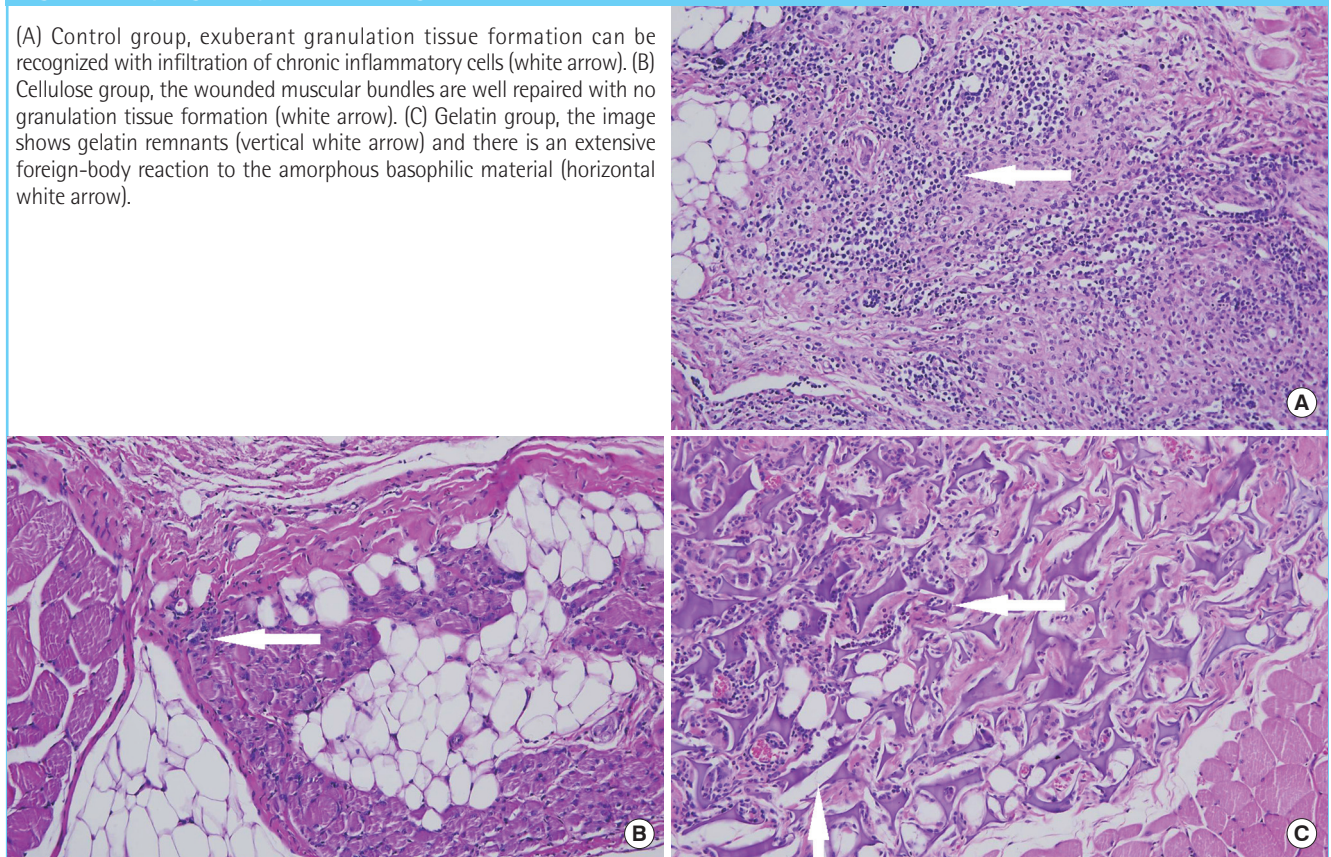 (A) Control group, exuberant granulation tissue formation can be
recognized with infiltration of chronic inflammatory cells (white arrow). (B)
Cellulose group, the wounded muscular bundles are well repaired with no
granulation tissue formation (white arrow). (C) Gelatin group, the image
shows gelatin remnants (vertical white arrow) and there is an extensive
foreign-body reaction to the amorphous basophilic material (horizontal
white arrow).
A
B
C